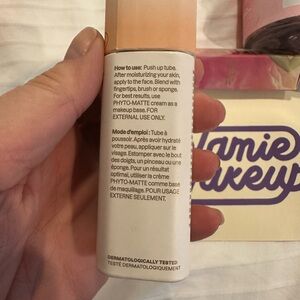 How to use: Push up tube.
After moisturizing your skin,
apply to the face. Blend with
fingertips, brush or sponge.
For best results, use
PHYTO-MATTE cream as a
makeup base. FOR
EXTERNAL USE ONLY.
Mode d'emploi: Tube à
poussoir. Après avoir hydraté
votre peau, appliquer sur le
visage. Estomper avec le bout
des doigts, un pinceau ou une
éponge. Pour un résultat
optimal, utiliser la crème
PHYTO-MATTE comme base
de maquillage. POUR USAGE
EXTERNE SEULEMENT.
DERMATOLOGICALLY TESTED
TESTÉ DERMATOLOGIQUEMENT
amie
akeup